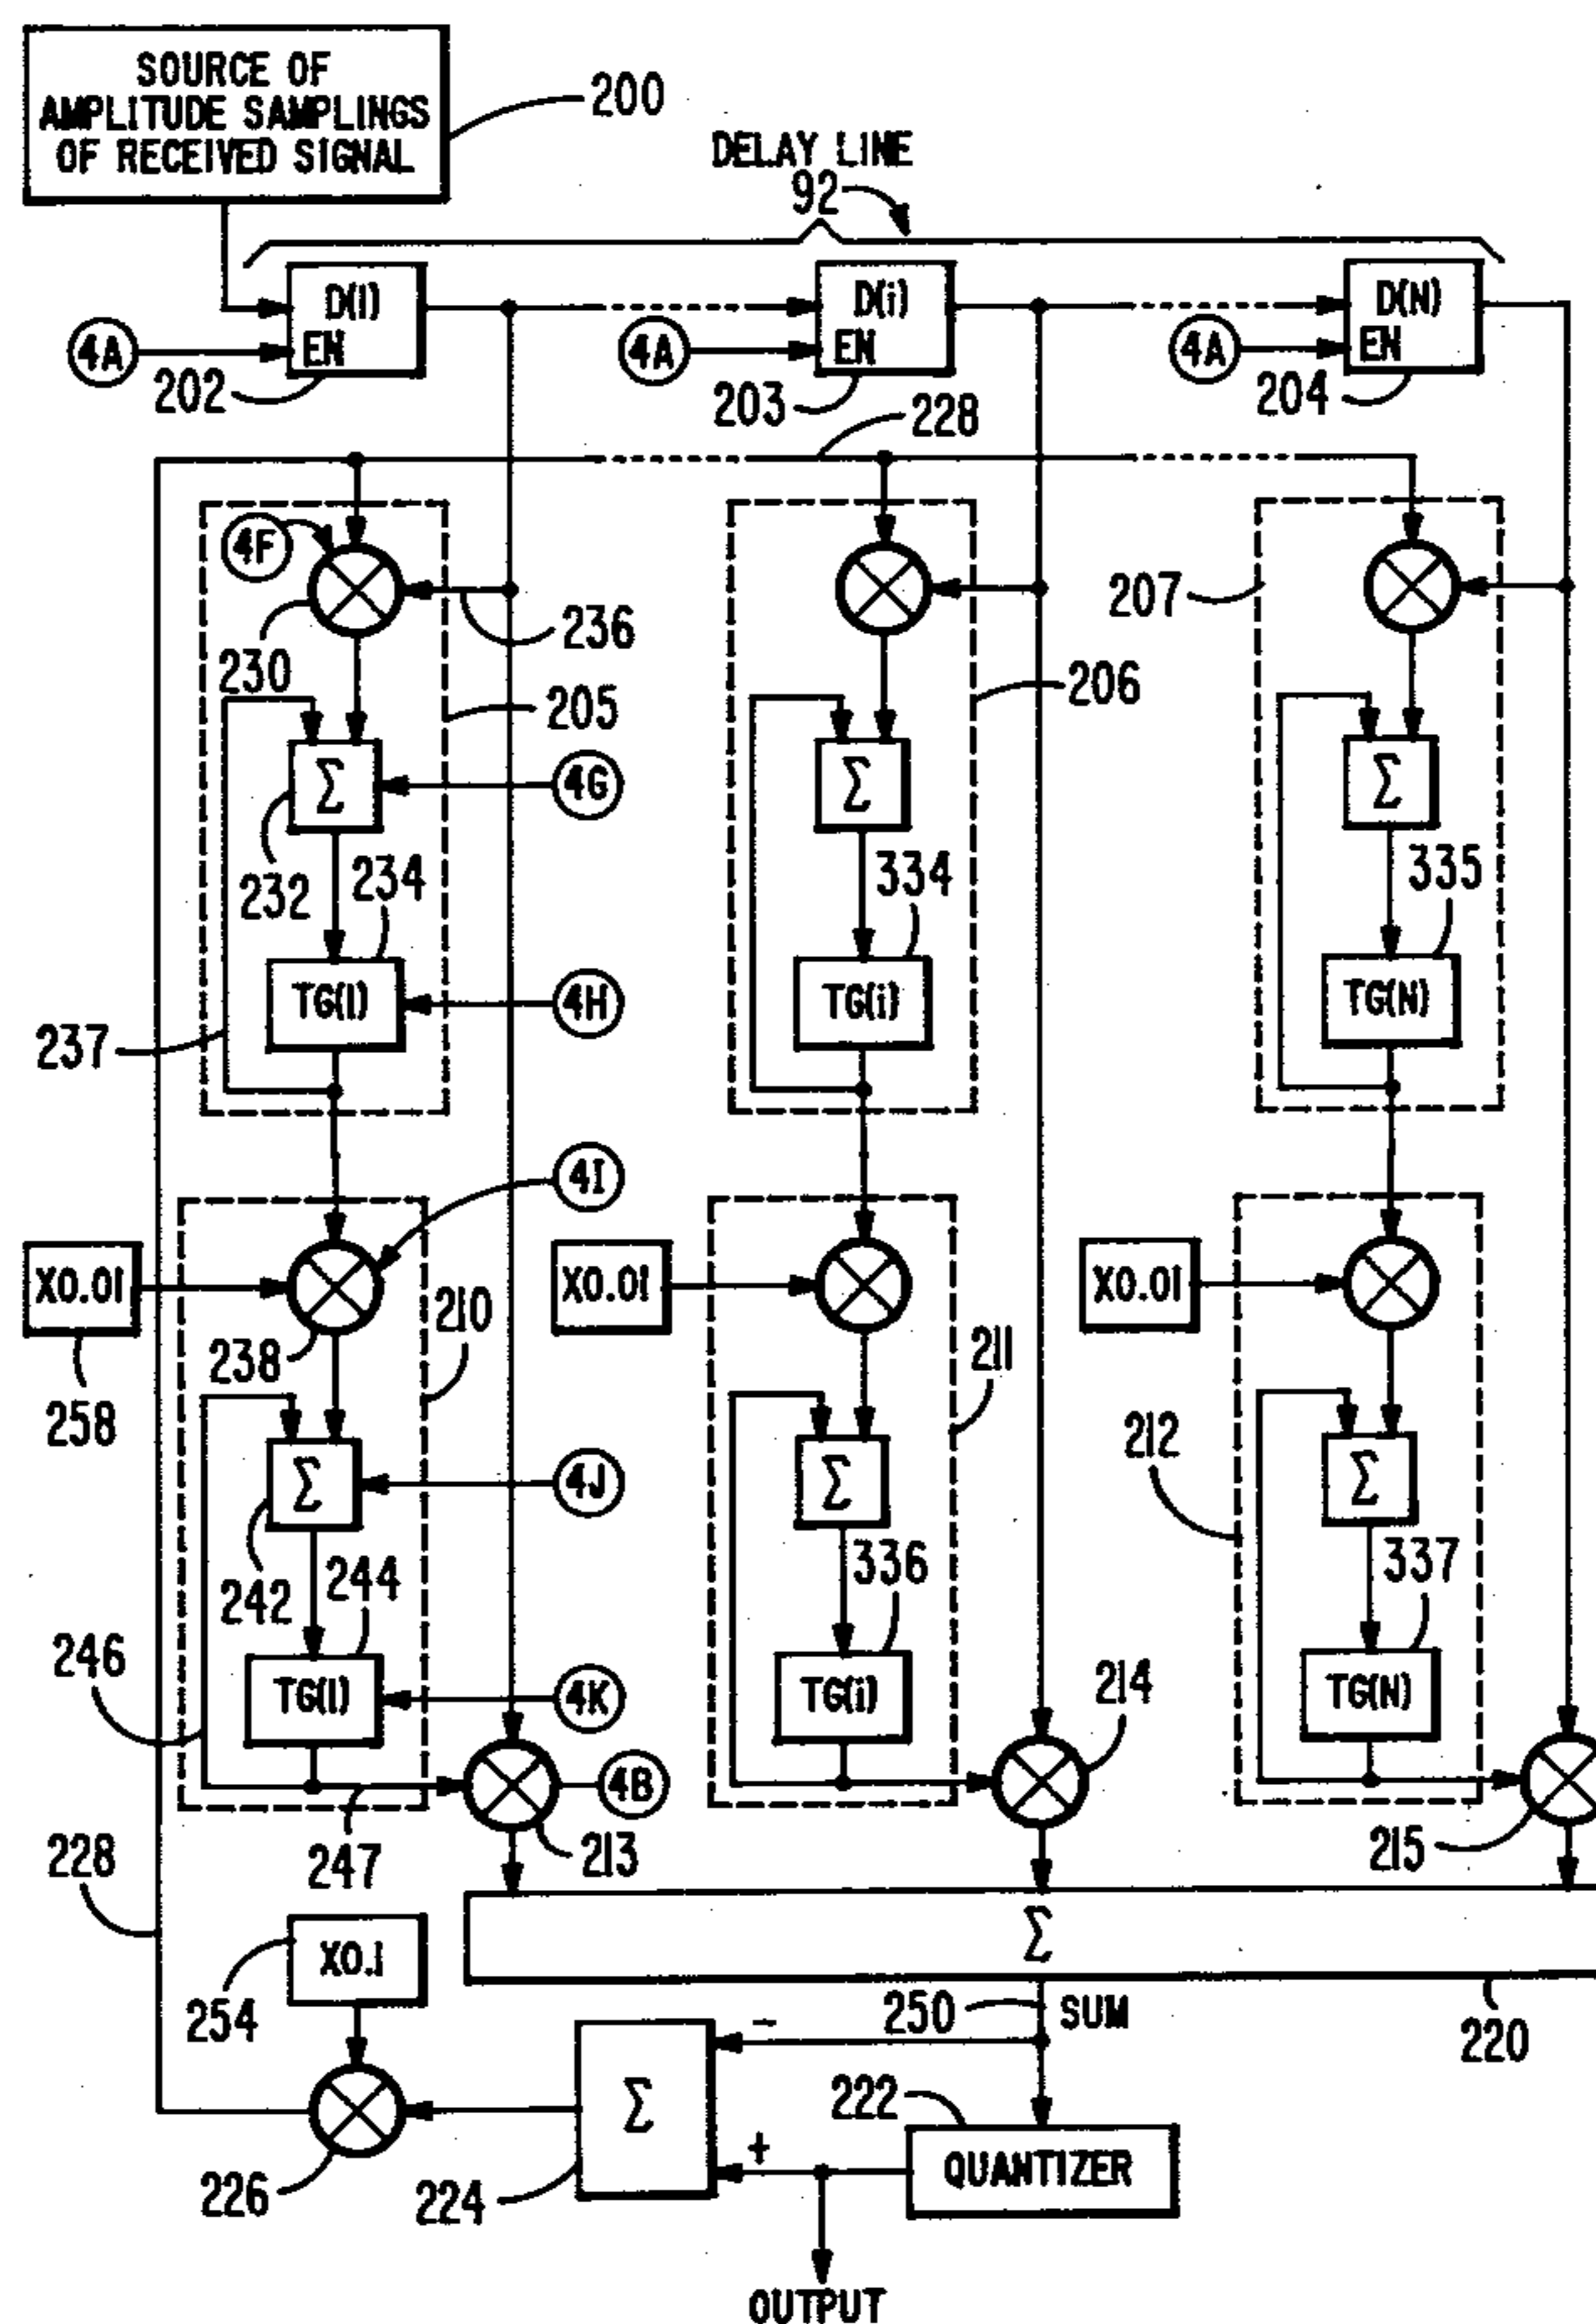 SOURCE OF
AMPLITUDE SAMPLINGS
OF RECEIVED SIGNAL
200
DELAY LINE
92
D(1)
D(i)
D(N)
4A
EN
4A
EN
4A
EN
202
203
204
228
4F
236
207
230
205
206
Σ
4G
Σ
Σ
232
234
334
335
TG(1)
4H
TG(i)
TG(N)
237
4I
X0.01
X0.01
X0.01
238
210
211
258
212
Σ
4J
Σ
Σ
242
244
336
337
246
TG(1)
4K
TG(i)
214
TG(N)
4B
228
247
213
215
Σ
X0.1
254
250
SUM
220
-
Σ
222
+
QUANTIZER
226
224
OUTPUT